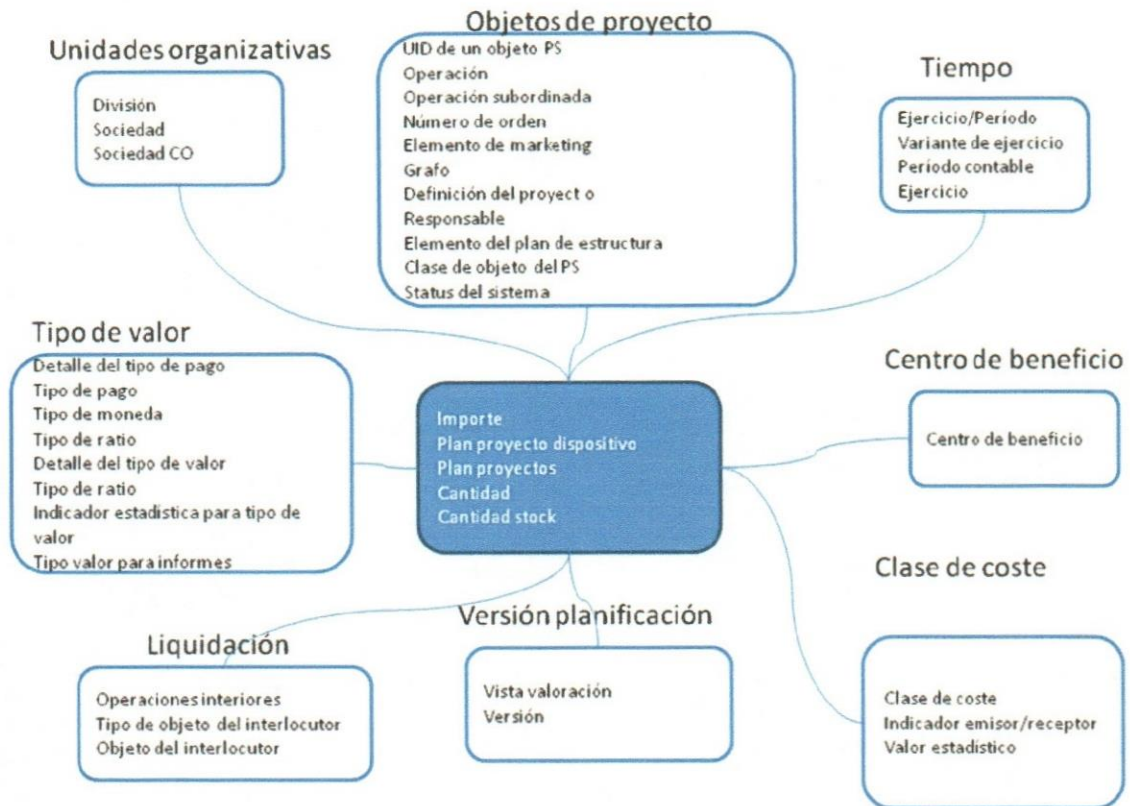 Objetos de proyecto
UID de un objeto PS
Operación
Operación subordinada
Número de orden
Elemento de marketing
Grafo
Definición del proyect o
Responsable
Elemento del plan de estructura
Clase de objeto del PS
Status del sistema
Unidades organizativas
División
Sociedad
Sociedad CO
Tiempo
Ejercicio/Período
Variante de ejercicio
Período contable
Ejercicio
Tipo de valor
Detalle del tipo de pago
Tipo de pago
Tipo de moneda
Tipo de ratio
Detalle del tipo de valor
Tipo de ratio
Indicador estadistica para tipo de
valor
Tipo valor para informes
Importe
Plan proyecto dispositivo
Plan proyectos
Cantidad
Cantidad stock
Centro de beneficio
Centro de beneficio
Clase de coste
Clase de coste
Indicador emisor/receptor
Valor estadístico
Liquidación
Operaciones interiores
Tipo de objeto del interlocutor
Objeto del interlocutor
Versión planificación
Vista valoración
Versión